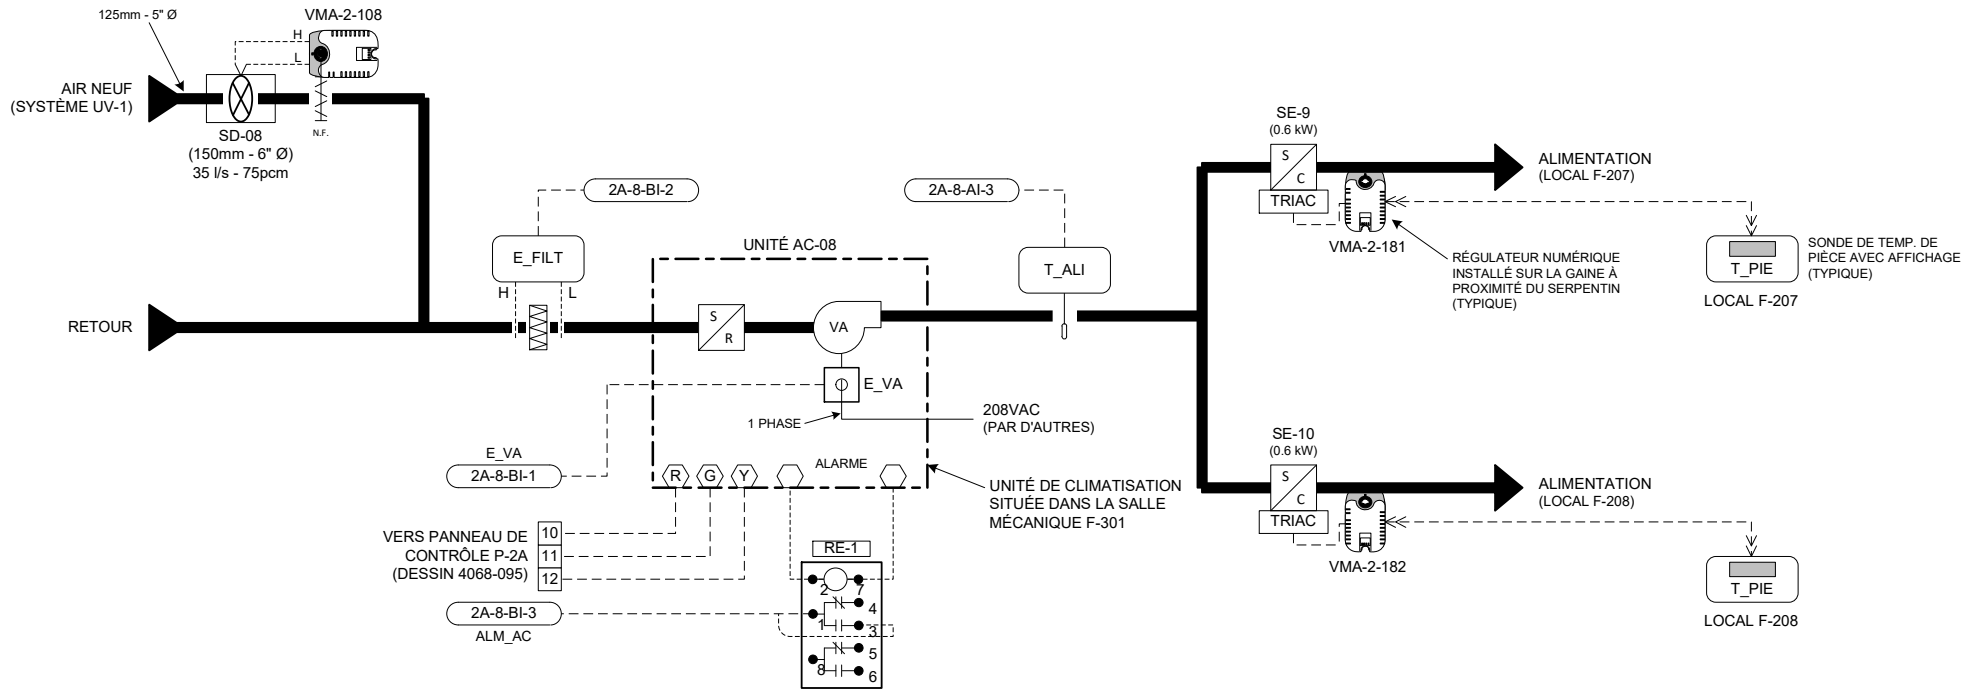 125mm - 5" Ø
VMA-2-108
H
L
AIR NEUF
(SYSTÈME UV-1)
SD-08
(150mm - 6" Ø)
35 l/s - 75pcm
N.F.
2A-8-BI-2
E_FILT
H
L
RETOUR
UNITÉ AC-08
S
R
VA
E_VA
1 PHASE
208VAC
(PAR D'AUTRES)
2A-8-AI-3
T_ALI
E_VA
2A-8-BI-1
R
G
Y
ALARME
UNITÉ DE CLIMATISATION
SITUÉE DANS LA SALLE
MÉCANIQUE F-301
VERS PANNEAU DE
CONTRÔLE P-2A
(DESSIN 4068-095)
10
11
12
2A-8-BI-3
ALM_AC
RE-1
2
7
4
1
3
5
8
6
SE-9
(0.6 kW)
S
C
TRIAC
VMA-2-181
ALIMENTATION
(LOCAL F-207)
RÉGULATEUR NUMÉRIQUE
INSTALLÉ SUR LA GAINE À
PROXIMITÉ DU SERPENTIN
(TYPIQUE)
T_PIE
LOCAL F-207
SONDE DE TEMP. DE
PIÈCE AVEC AFFICHAGE
(TYPIQUE)
SE-10
(0.6 kW)
S
C
TRIAC
VMA-2-182
ALIMENTATION
(LOCAL F-208)
T_PIE
LOCAL F-208